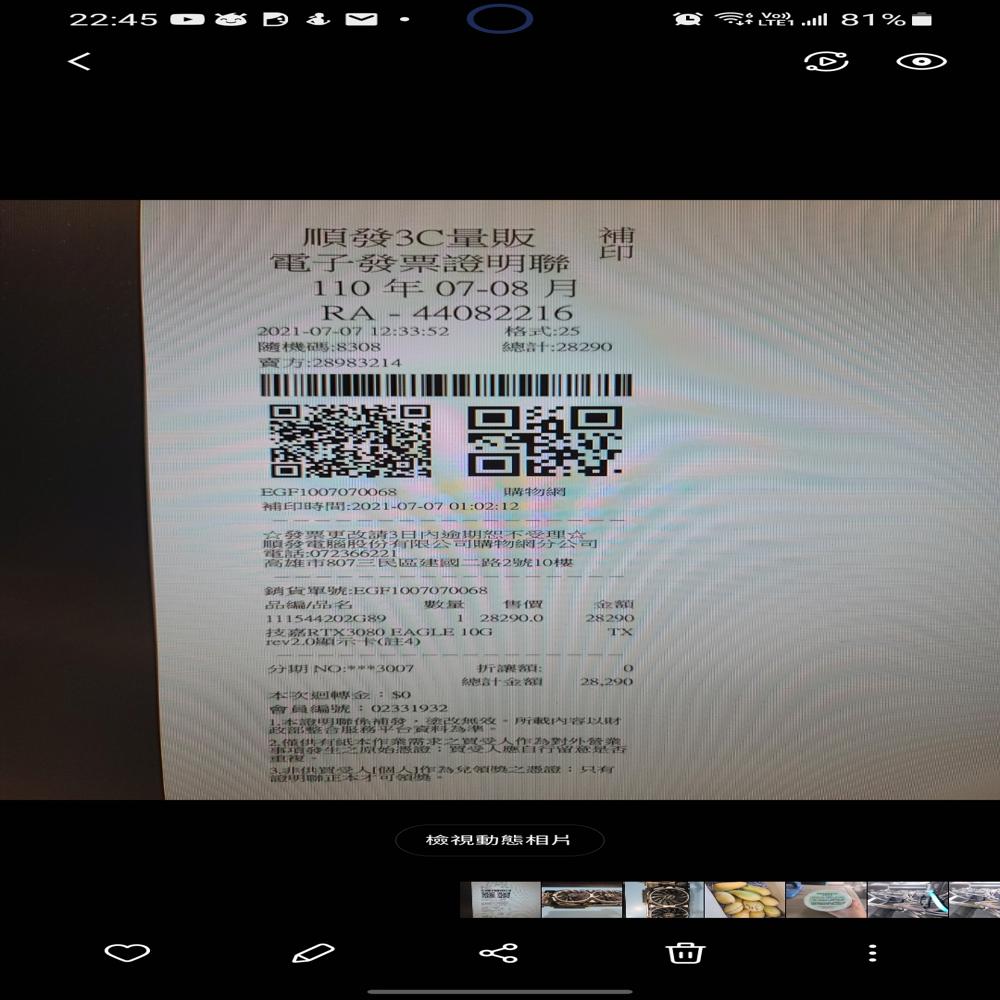 22:45
Vo)) LTE1 81%
順發3C量販 補印
電子發票證明聯
110 年 07-08 月
RA - 44082216
2021-07-07 12:33:52 格式:25
隨機碼:8308 總計:28290
賣方:28983214
EGF1007070068 購物網
補印時間:2021-07-07 01:02:12
☆發票更改請3日內逾期恕不受理☆
順發電腦股份有限公司購物網分公司
電話:072366221
高雄市807三民區建國二路2號10樓
銷貨單號:EGF1007070068
品編/品名 數量 售價 金額
111544202G89 1 28290.0 28290
技嘉RTX3080 EAGLE 10G TX
rev2.0顯示卡(註4)
分期 NO:***3007 折讓額: 0
總計金額 28,290
本次迴轉金：$0
會員編號：02331932
1.本證明聯係補發，塗改無效。所載內容以財
政部整合服務平台資料為準。
2.僅供有紙本作業需求之買受人作為對外營業
事項發生之原始憑證；買受人應自行留意是否
重複。
3.非供買受人[個人]作為兌領獎之憑證；只有
證明聯正本才可領獎。
檢視動態相片